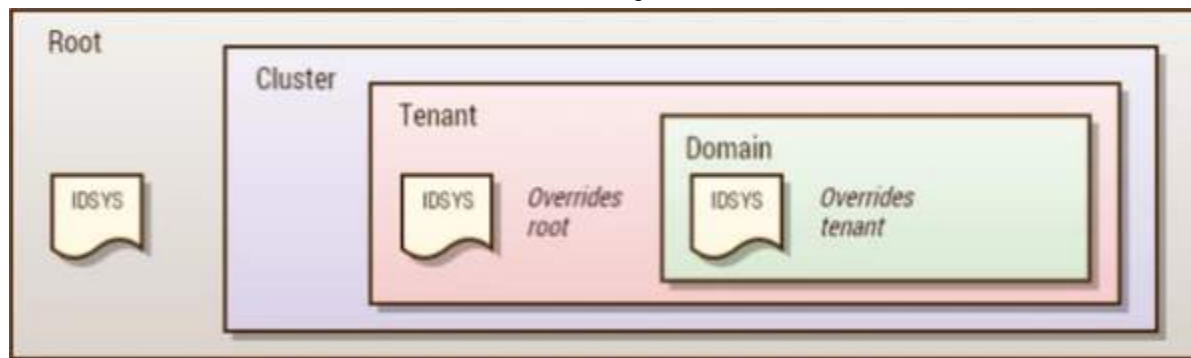 Root
Cluster
Tenant
Domain
IDSYS
IDSYS
Overrides
root
IDSYS
Overrides
tenant